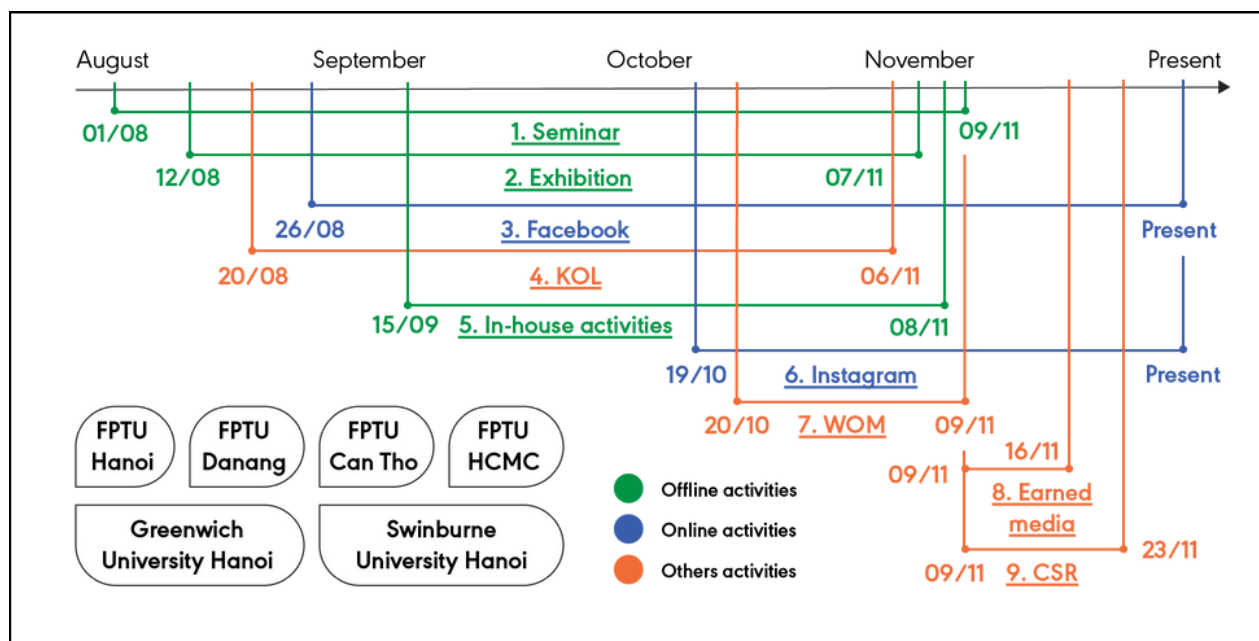 August September October November Present
01/08 1. Seminar 09/11
12/08 2. Exhibition 07/11
26/08 3. Facebook Present
20/08 4. KOL 06/11
15/09 5. In-house activities 08/11
19/10 6. Instagram Present
20/10 7. WOM 09/11
09/11 16/11
8. Earned
media
09/11 9. CSR 23/11
FPTU
Hanoi
FPTU
Danang
FPTU
Can Tho
FPTU
HCMC
Greenwich
University Hanoi
Swinburne
University Hanoi
Offline activities
Online activities
Others activities